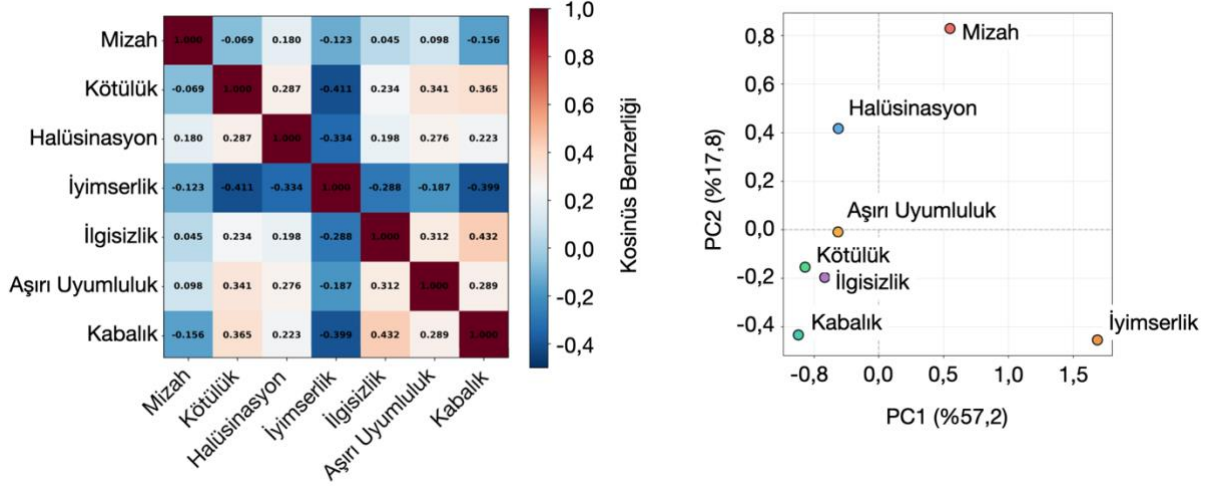 Mizah 1.000 -0.069 0.180 -0.123 0.045 0.098 -0.156
Kötülük -0.069 1.000 0.287 -0.411 0.234 0.341 0.365
Halüsinasyon 0.180 0.287 1.000 -0.334 0.198 0.276 0.223
İyimserlik -0.123 -0.411 -0.334 1.000 -0.288 -0.187 -0.399
İlgisizlik 0.045 0.234 0.198 -0.288 1.000 0.312 0.432
Aşırı Uyumluluk 0.098 0.341 0.276 -0.187 0.312 1.000 0.289
Kabalık -0.156 0.365 0.223 -0.399 0.432 0.289 1.000
Mizah
Kötülük
Halüsinasyon
İyimserlik
İlgisizlik
Aşırı Uyumluluk
Kabalık
1,0
0,8
0,6
0,4
0,2
0,0
-0,2
-0,4
Kosinüs Benzerliği
PC2 (%17,8)
0,8
0,6
0,4
0,2
0,0
-0,2
-0,4
Mizah
Halüsinasyon
Aşırı Uyumluluk
Kötülük
İlgisizlik
Kabalık
İyimserlik
-0,8 0,0 0,5 1,0 1,5
PC1 (%57,2)